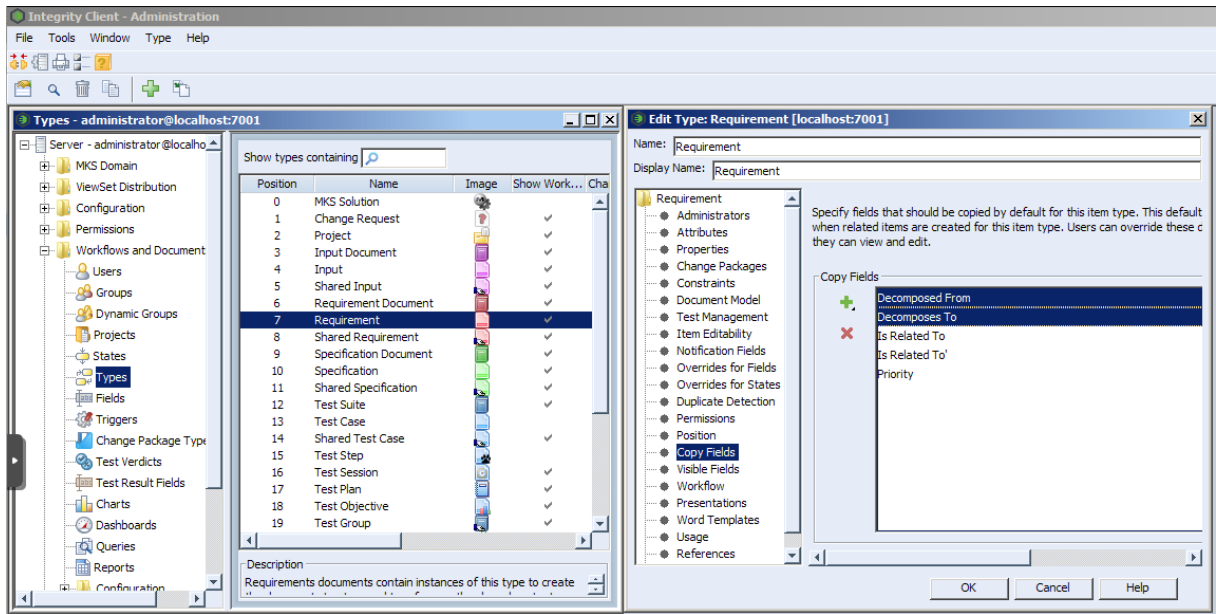 Integrity Client - Administration
File Tools Window Type Help
Types - administrator@localhost:7001
Server - administrator@localho
MKS Domain
ViewSet Distribution
Configuration
Permissions
Workflows and Document
Users
Groups
Dynamic Groups
Projects
States
Types
Fields
Triggers
Change Package Type
Test Verdicts
Test Result Fields
Charts
Dashboards
Queries
Reports
Configuration
Show types containing
Position Name Image Show Work... Cha
0 MKS Solution
1 Change Request
2 Project
3 Input Document
4 Input
5 Shared Input
6 Requirement Document
7 Requirement
8 Shared Requirement
9 Specification Document
10 Specification
11 Shared Specification
12 Test Suite
13 Test Case
14 Shared Test Case
15 Test Step
16 Test Session
17 Test Plan
18 Test Objective
19 Test Group
Description
Requirements documents contain instances of this type to create
Edit Type: Requirement [localhost:7001]
Name: Requirement
Display Name: Requirement
Requirement
Administrators
Attributes
Properties
Change Packages
Constraints
Document Model
Test Management
Item Editability
Notification Fields
Overrides for Fields
Overrides for States
Duplicate Detection
Permissions
Position
Copy Fields
Visible Fields
Workflow
Presentations
Word Templates
Usage
References
Specify fields that should be copied by default for this item type. This default
when related items are created for this item type. Users can override these d
they can view and edit.
Copy Fields
Decomposed From
Decomposes To
Is Related To
Is Related To'
Priority
OK Cancel Help